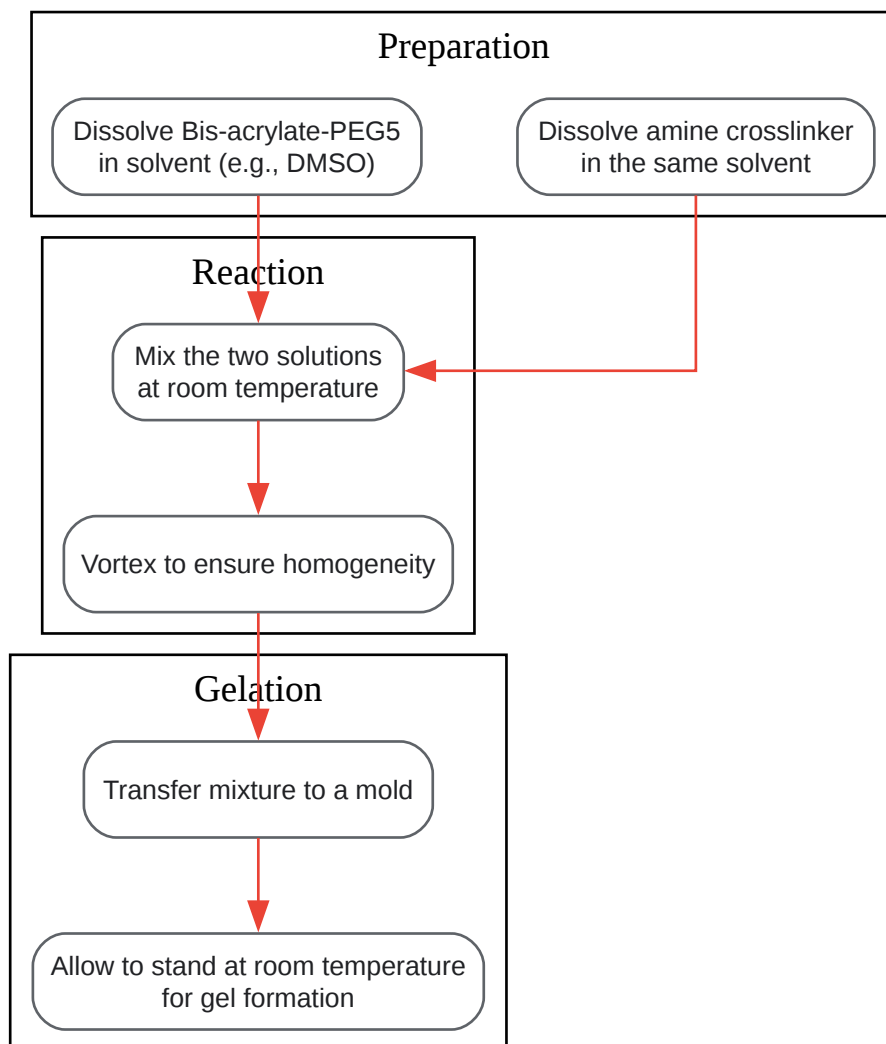 Preparation
Dissolve Bis-acrylate-PEG5
in solvent (e.g., DMSO)
Dissolve amine crosslinker
in the same solvent
Reaction
Mix the two solutions
at room temperature
Vortex to ensure homogeneity
Gelation
Transfer mixture to a mold
Allow to stand at room temperature
for gel formation